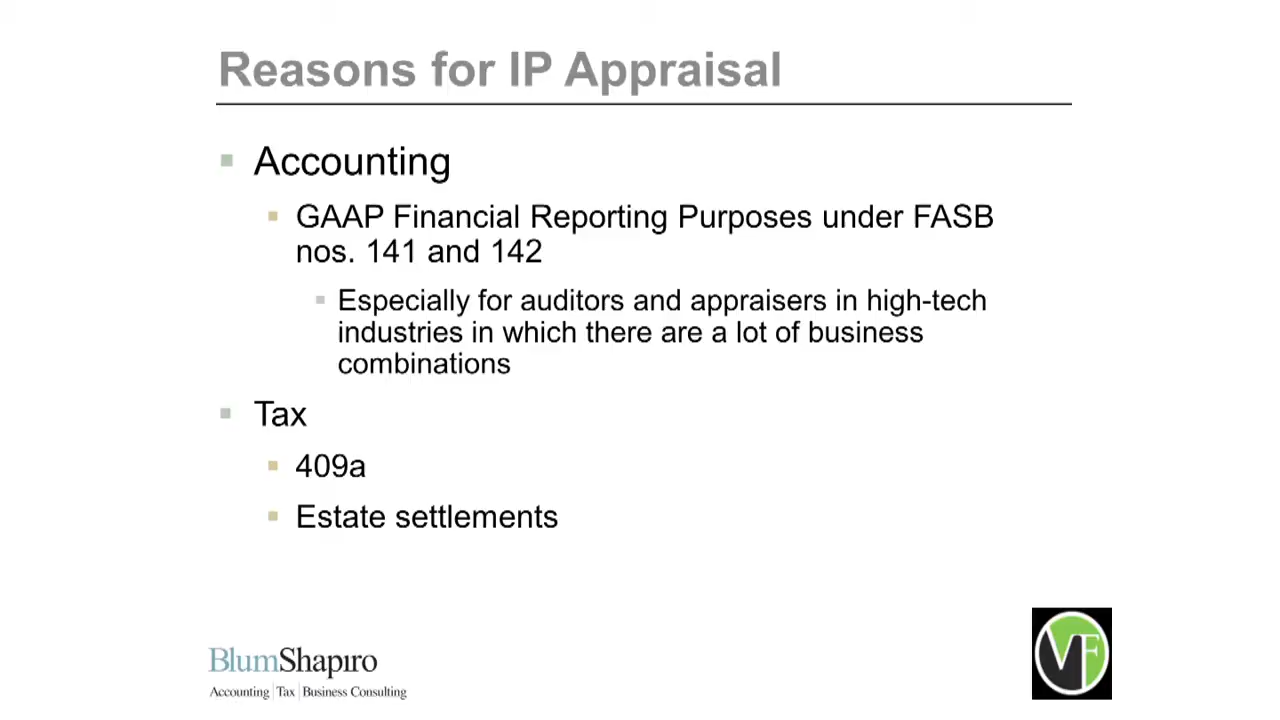 Reasons for IP Appraisal
Accounting
GAAP Financial Reporting Purposes under FASB
nos. 141 and 142
Especially for auditors and appraisers in high-tech
industries in which there are a lot of business
combinations
Tax
409a
Estate settlements
BlumShapiro
Accounting | Tax | Business Consulting
VF